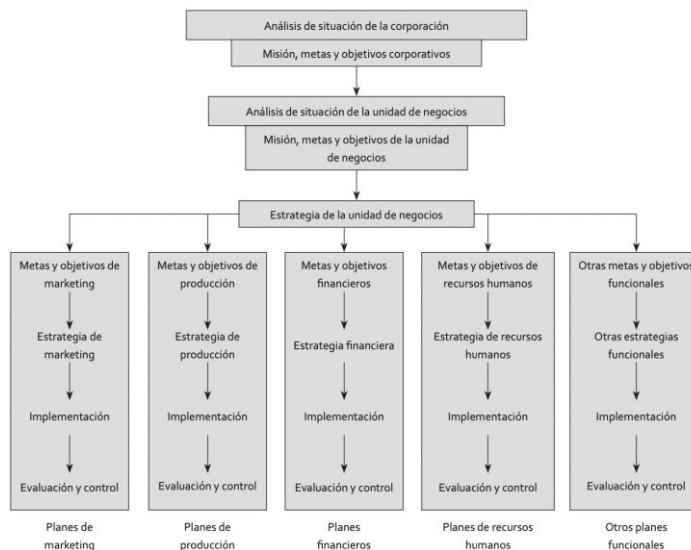 Análisis de situación de la corporación
Misión, metas y objetivos corporativos
Análisis de situación de la unidad de negocios
Misión, metas y objetivos de la unidad
de negocios
Estrategia de la unidad de negocios
Metas y objetivos de
marketing
Estrategia de
marketing
Implementación
Evaluación y control
Planes de
marketing
Metas y objetivos de
producción
Estrategia de
producción
Implementación
Evaluación y control
Planes de
producción
Metas y objetivos
financieros
Estrategia financiera
Implementación
Evaluación y control
Planes
financieros
Metas y objetivos de
recursos humanos
Estrategia de recursos
humanos
Implementación
Evaluación y control
Planes de recursos
humanos
Otras metas y objetivos
funcionales
Otras estrategias
funcionales
Implementación
Evaluación y control
Otros planes
funcionales